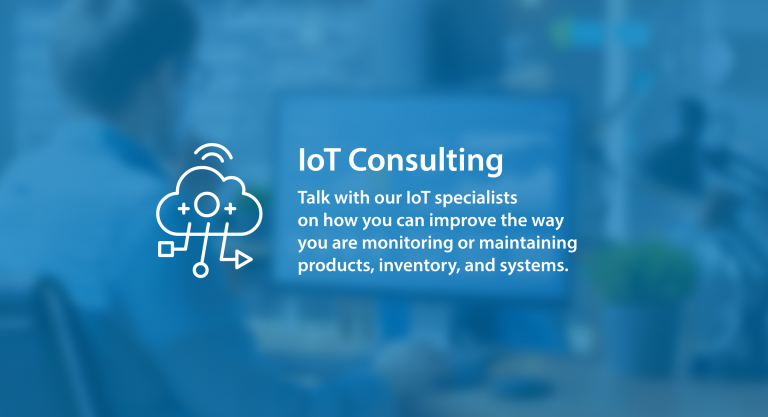 IoT Consulting
Talk with our IoT specialists
on how you can improve the way
you are monitoring or maintaining
products, inventory, and systems.